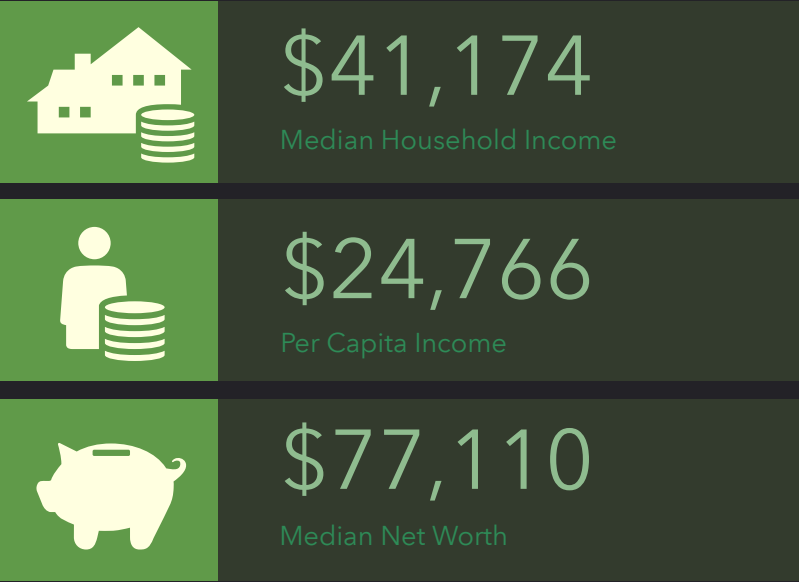 $41,174
Median Household Income
$24,766
Per Capita Income
$77,110
Median Net Worth